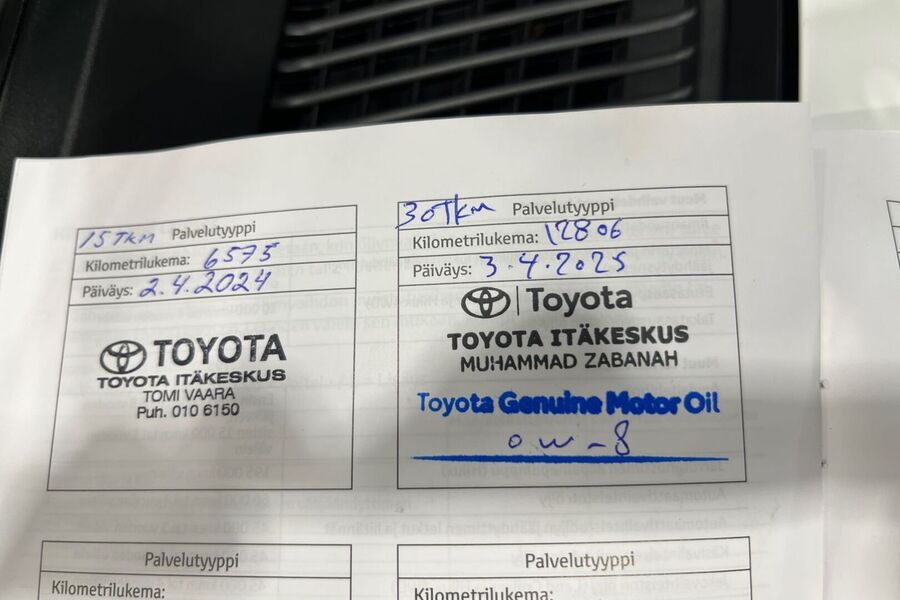 15Tkm Palvelutyyppi
Kilometrilukema: 6575
Päiväys: 2.4.2024
TOYOTA
TOYOTA ITÄKESKUS
TOMI VAARA
Puh. 010 6150
30Tkm Palvelutyyppi
Kilometrilukema: 12806
Päiväys: 3.4.2025
Toyota
TOYOTA ITÄKESKUS
MUHAMMAD ZABANAH
Toyota Genuine Motor Oil
ow-8
Palvelutyyppi
Kilometrilukema:
Palvelutyyppi
Kilometrilukema: